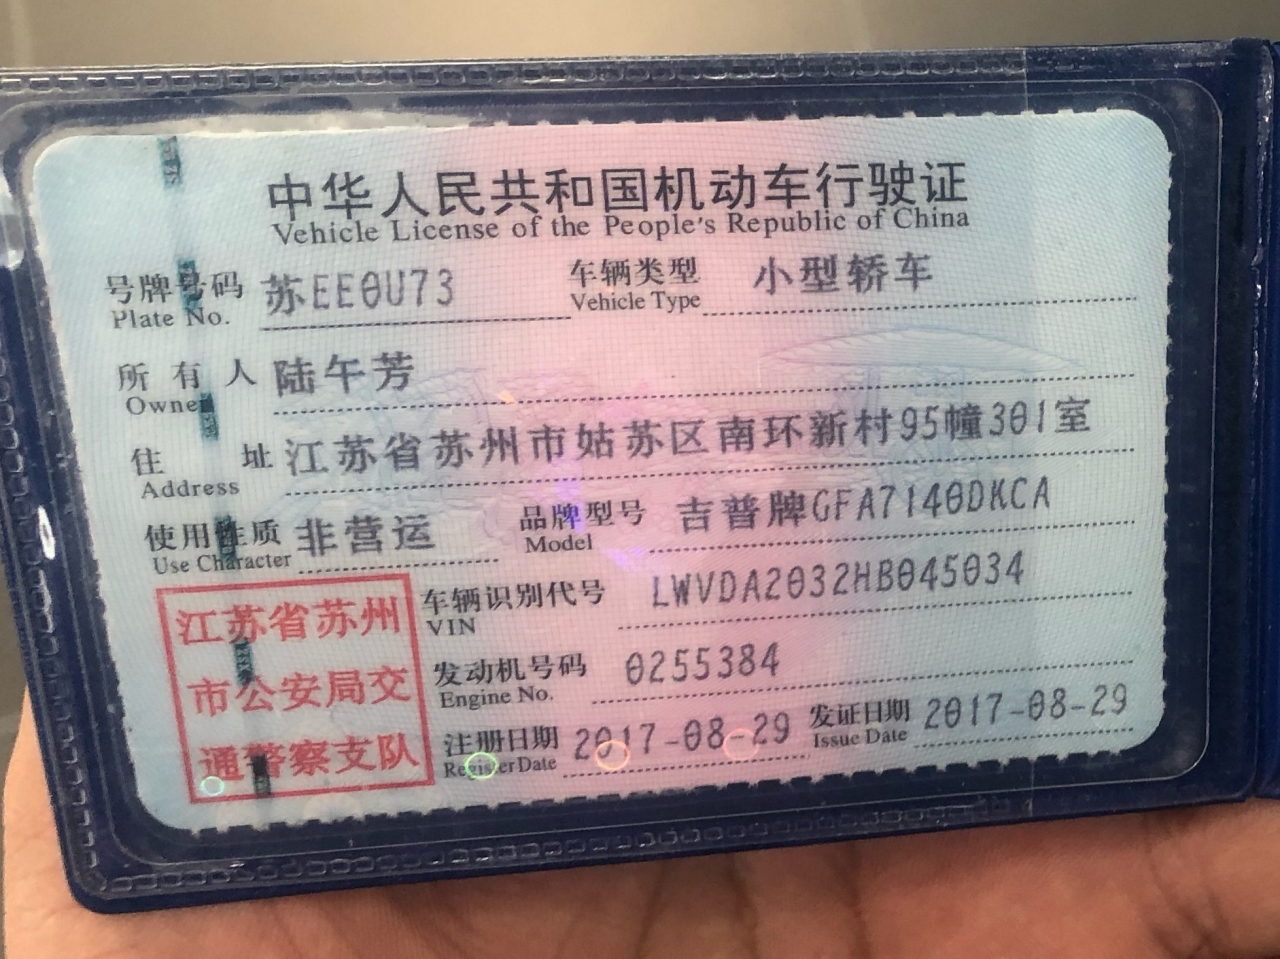 中华人民共和国机动车行驶证
Vehicle License of the People's Republic of China
号牌号码 苏EE0U73 车辆类型 小型轿车
Plate No. Vehicle Type
所有人 陆午芳
Owner
住址 江苏省苏州市姑苏区南环新村95幢301室
Address
使用性质 非营运 品牌型号 吉普牌GFA7140DKCA
Use Character Model
江苏省苏州
市公安局交
通警察支队
车辆识别代号 LWVDA2032HB045034
VIN
发动机号码 0255384
Engine No.
注册日期 2017-08-29 发证日期 2017-08-29
Register Date Issue Date